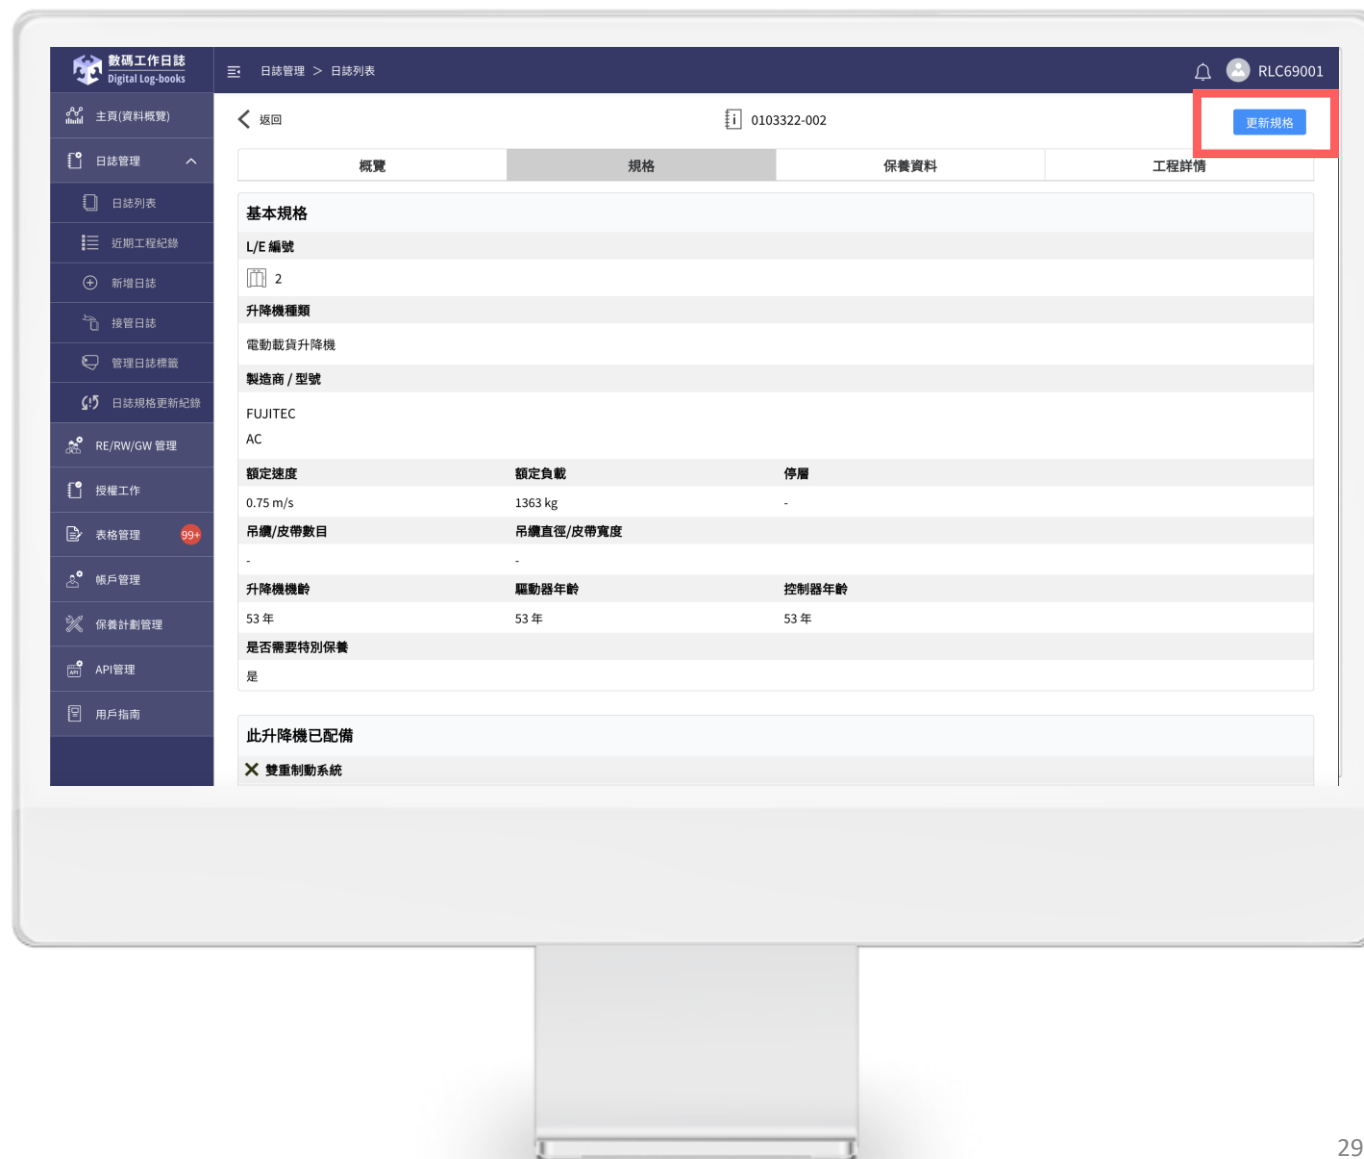 數碼工作日誌
Digital Log-books
日誌管理 > 日誌列表
RLC69001
主頁(資料概覽)
日誌管理
日誌列表
近期工程紀錄
新增日誌
接管日誌
管理日誌標籤
日誌規格更新紀錄
RE/RW/GW 管理
授權工作
表格管理 99+
帳戶管理
保養計劃管理
API管理
用戶指南
返回
0103322-002
更新規格
概覽 規格 保養資料 工程詳情
基本規格
L/E 編號
2
升降機種類
電動載貨升降機
製造商 / 型號
FUJITEC
AC
額定速度 額定負載 停層
0.75 m/s 1363 kg -
吊纜/皮帶數目 吊纜直徑/皮帶寬度
- -
升降機機齡 驅動器年齡 控制器年齡
53 年 53 年 53 年
是否需要特別保養
是
此升降機已配備
雙重制動系統
29